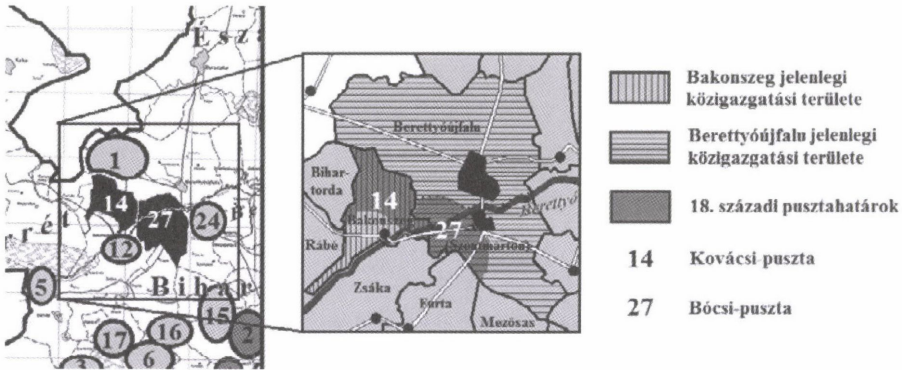 Ész
1
14
27
24
12
rrét
5
Bihar
15
2
16
17
6
3
Berettyóújfalu
Bihar-
torda
14
Bakonszeg
Berettyó
27
(Szentmárton)
Rábé
Zsáka
Furta
Mezősas
Bakonszeg jelenlegi
közigazgatási területe
Berettyóújfalu jelenlegi
közigazgatási területe
18. századi pusztahatárok
14 Kovácsi-puszta
27 Bócsi-puszta